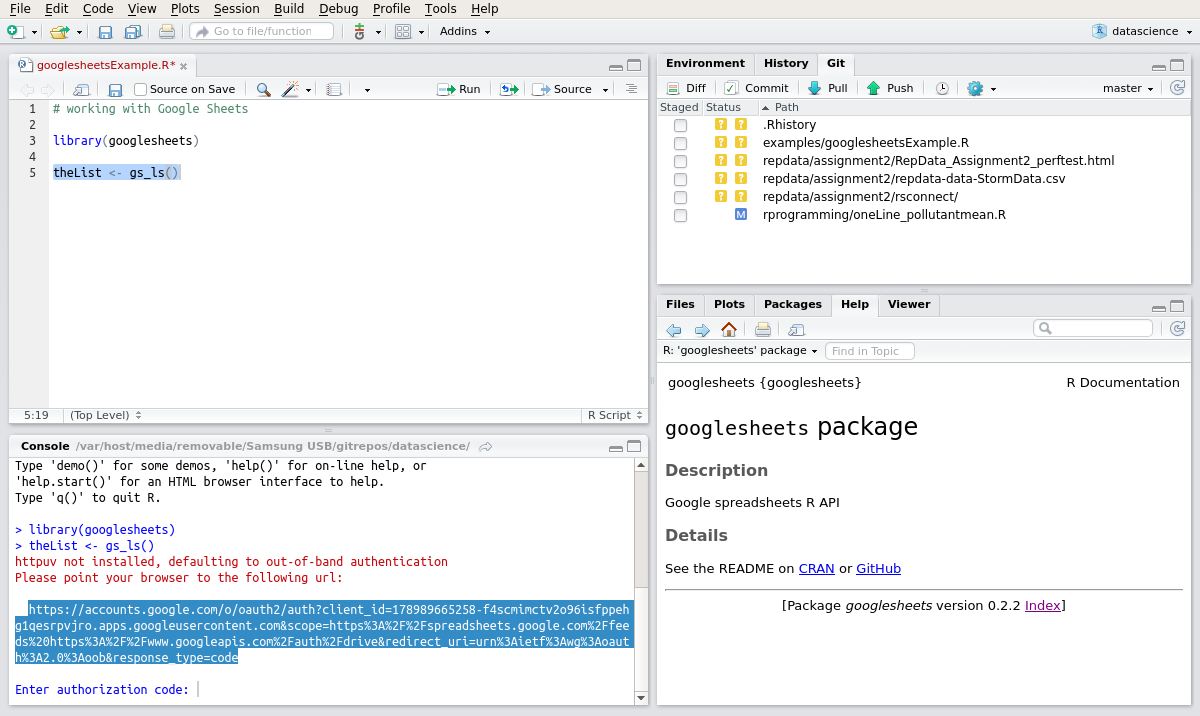 File Edit Code View Plots Session Build Debug Profile Tools Help
Go to file/function Addins datascience
googlesheetsExample.R*
Source on Save Run Source
1 # working with Google Sheets
2
3 library(googlesheets)
4
5 theList <- gs_ls()
5:19 (Top Level) R Script
Console /var/host/media/removable/Samsung USB/gitrepos/datascience/
Type 'demo()' for some demos, 'help()' for on-line help, or
'help.start()' for an HTML browser interface to help.
Type 'q()' to quit R.
> library(googlesheets)
> theList <- gs_ls()
httpuv not installed, defaulting to out-of-band authentication
Please point your browser to the following url:
https://accounts.google.com/o/oauth2/auth?client_id=178989665258-f4scmimctv2o96isfppeh
g1qesrpvjro.apps.googleusercontent.com&scope=https%3A%2F%2Fspreadsheets.google.com%2Ffee
ds%20https%3A%2F%2Fwww.googleapis.com%2Fauth%2Fdrive&redirect_uri=urn%3Aietf%3Awg%3Aoaut
h%3A2.0%3Aoob&response_type=code
Enter authorization code:
Environment History Git
Diff Commit Pull Push master
Staged Status Path
? ? .Rhistory
? ? examples/googlesheetsExample.R
? ? repdata/assignment2/RepData_Assignment2_perftest.html
? ? repdata/assignment2/repdata-data-StormData.csv
? ? repdata/assignment2/rsconnect/
M rprogramming/oneLine_pollutantmean.R
Files Plots Packages Help Viewer
R: 'googlesheets' package Find in Topic
googlesheets {googlesheets} R Documentation
googlesheets package
Description
Google spreadsheets R API
Details
See the README on CRAN or GitHub
[Package googlesheets version 0.2.2 Index]